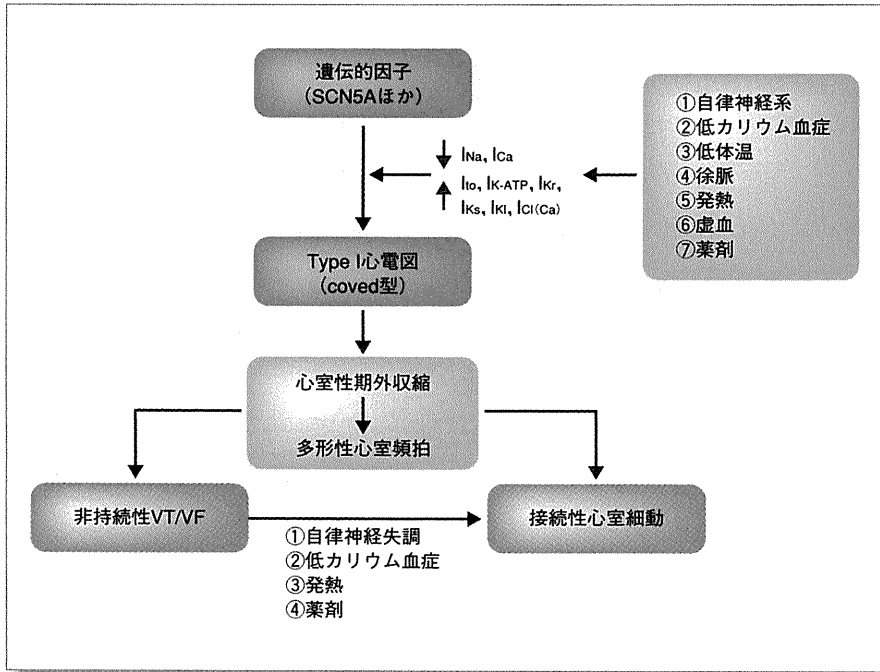 遺伝的因子
(SCN5Aほか)
①自律神経系
②低カリウム血症
③低体温
④徐脈
⑤発熱
⑥虚血
⑦薬剤
INa, ICa
Ito, IK-ATP, IKr,
IKs, IKI, ICl(Ca)
Type I心電図
(coved型)
心室性期外収縮
多形性心室頻拍
非持続性VT/VF
接続性心室細動
①自律神経失調
②低カリウム血症
③発熱
④薬剤